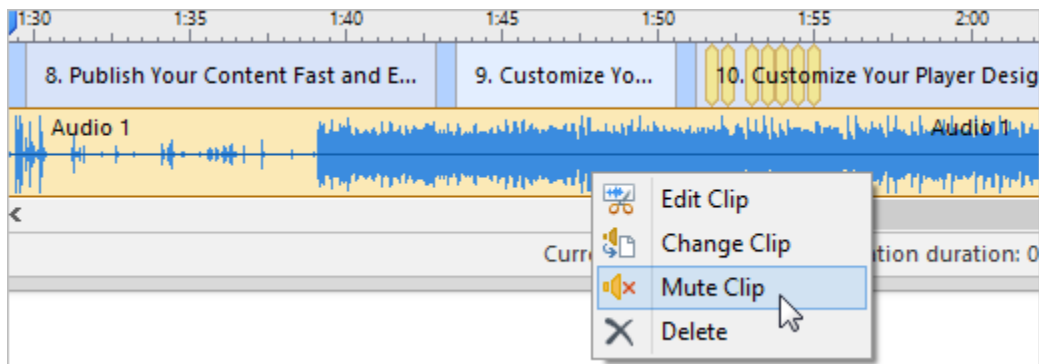 1:30 1:35 1:40 1:45 1:50 1:55 2:00
8. Publish Your Content Fast and E... 9. Customize Yo... 10. Customize Your Player Desig
Audio 1 Audio 1
Edit Clip
Change Clip
Curr tion duration: 0
Mute Clip
Delete